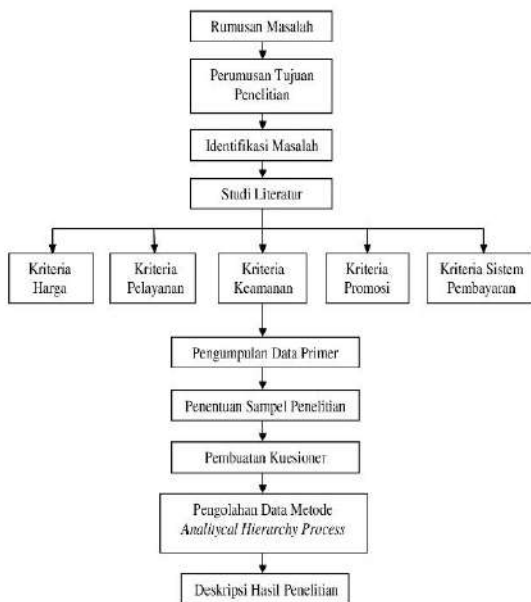 Rumusan Masalah
Perumusan Tujuan
Penelitian
Identifikasi Masalah
Studi Literatur
Kriteria
Harga
Kriteria
Pelayanan
Kriteria
Keamanan
Kriteria
Promosi
Kriteria Sistem
Pembayaran
Pengumpulan Data Primer
Penentuan Sampel Penelitian
Pembuatan Kuesioner
Pengolahan Data Metode
Analitycal Hierarchy Process
Deskripsi Hasil Penelitian